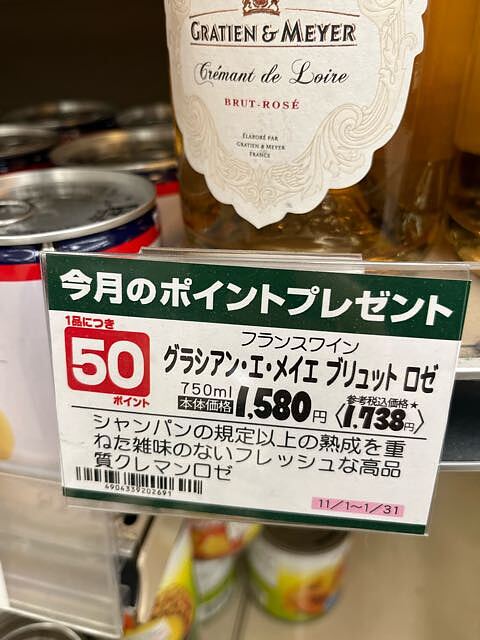 GRATIEN & MEYER
Crémant de Loire
BRUT-ROSÉ
ÉLABORÉ PAR
GRATIEN & MEYER
FRANCE
今月のポイントプレゼント
1品につき
50
ポイント
フランスワイン
グラシアン・エ・メイエ ブリュット ロゼ
750ml 本体価格 1,580円 参考税込価格★〈1,738円〉
シャンパンの規定以上の熟成を重
ねた雑味のないフレッシュな高品
質クレマンロゼ
4904339202691
11/1～1/31